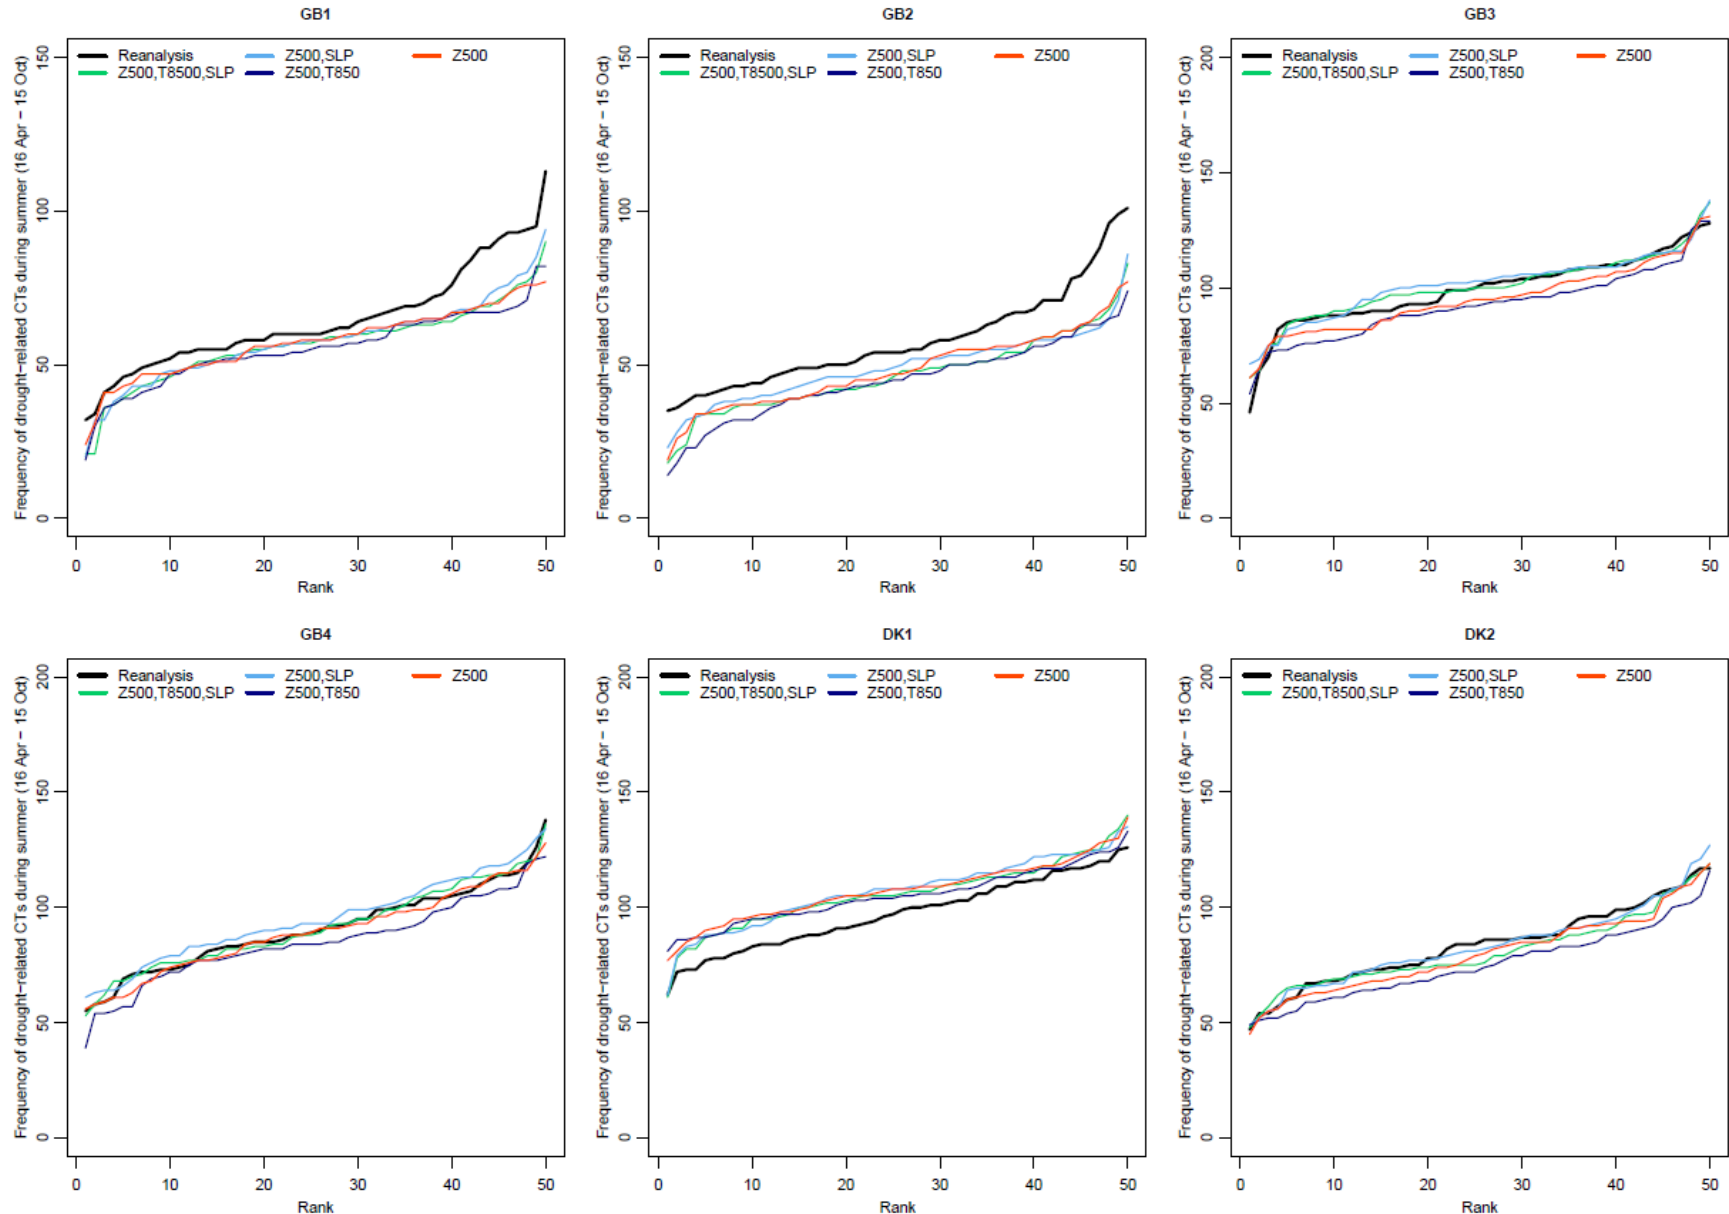 GB1
Frequency of drought-related CTs during summer (16 Apr − 15 Oct)
150
100
50
0
Reanalysis
Z500,T8500,SLP
Z500,SLP
Z500,T850
Z500
0 10 20 30 40 50
Rank
GB2
Frequency of drought-related CTs during summer (16 Apr − 15 Oct)
150
100
50
0
Reanalysis
Z500,T8500,SLP
Z500,SLP
Z500,T850
Z500
0 10 20 30 40 50
Rank
GB3
Frequency of drought-related CTs during summer (16 Apr − 15 Oct)
200
150
100
50
0
Reanalysis
Z500,T8500,SLP
Z500,SLP
Z500,T850
Z500
0 10 20 30 40 50
Rank
GB4
Frequency of drought-related CTs during summer (16 Apr − 15 Oct)
200
150
100
50
0
Reanalysis
Z500,T8500,SLP
Z500,SLP
Z500,T850
Z500
0 10 20 30 40 50
Rank
DK1
Frequency of drought-related CTs during summer (16 Apr − 15 Oct)
200
150
100
50
0
Reanalysis
Z500,T8500,SLP
Z500,SLP
Z500,T850
Z500
0 10 20 30 40 50
Rank
DK2
Frequency of drought-related CTs during summer (16 Apr − 15 Oct)
200
150
100
50
0
Reanalysis
Z500,T8500,SLP
Z500,SLP
Z500,T850
Z500
0 10 20 30 40 50
Rank